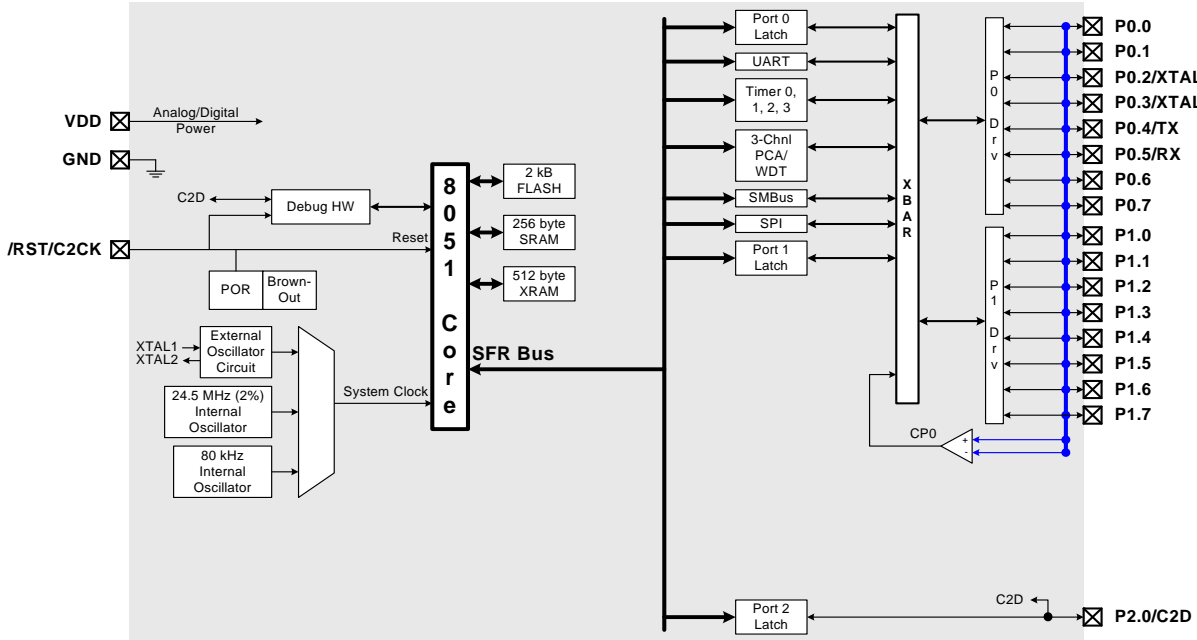 VDD
Analog/Digital
Power
GND
C2D
Debug HW
/RST/C2CK
Reset
POR
Brown-
Out
XTAL1
XTAL2
External
Oscillator
Circuit
24.5 MHz (2%)
Internal
Oscillator
80 kHz
Internal
Oscillator
System Clock
8
0
5
1
C
o
r
e
2 kB
FLASH
256 byte
SRAM
512 byte
XRAM
SFR Bus
Port 0
Latch
UART
Timer 0,
1, 2, 3
3-Chnl
PCA/
WDT
SMBus
SPI
Port 1
Latch
X
B
A
R
CP0
+
-
P
0
D
r
v
P
1
D
r
v
P0.0
P0.1
P0.2/XTAL
P0.3/XTAL
P0.4/TX
P0.5/RX
P0.6
P0.7
P1.0
P1.1
P1.2
P1.3
P1.4
P1.5
P1.6
P1.7
Port 2
Latch
C2D
P2.0/C2D